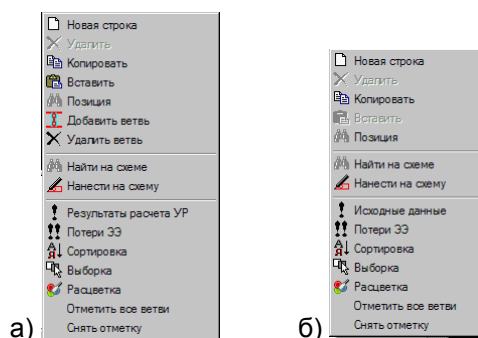 Новая строка
Удалить
Копировать
Вставить
Позиция
Добавить ветвь
Удалить ветвь
Найти на схеме
Нанести на схему
Результаты расчета УР
Потери ЭЭ
Сортировка
Выборка
Расцветка
Отметить все ветви
Снять отметку
а)
Новая строка
Удалить
Копировать
Вставить
Позиция
Найти на схеме
Нанести на схему
Исходные данные
Потери ЭЭ
Сортировка
Выборка
Расцветка
Отметить все ветви
Снять отметку
б)